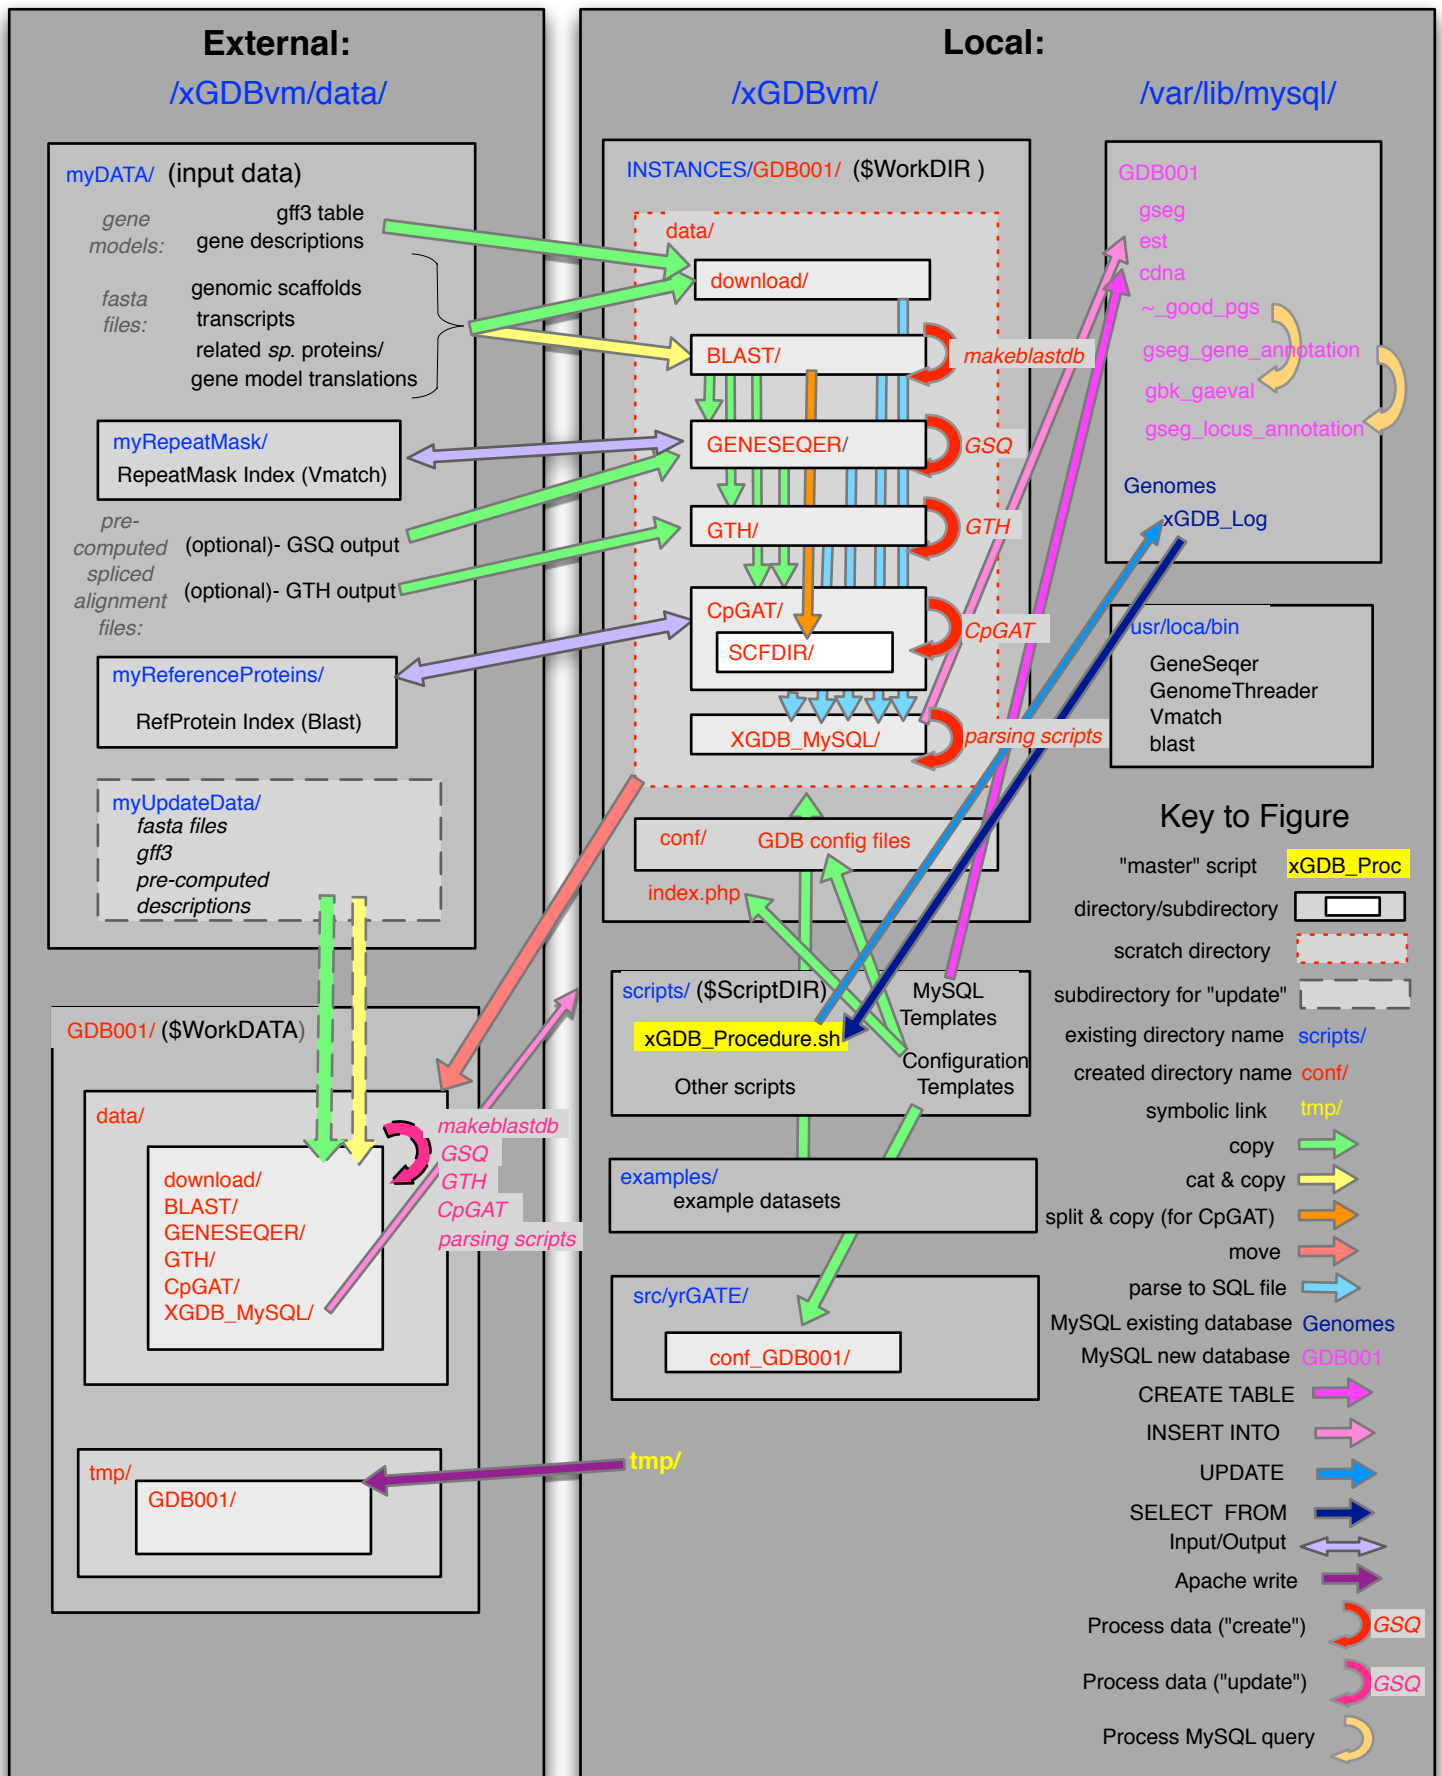 External:
/xGDBvm/data/
myDATA/ (input data)
gene
models:
gff3 table
gene descriptions
fasta
files:
genomic scaffolds
transcripts
related sp. proteins/
gene model translations
myRepeatMask/
RepeatMask Index (Vmatch)
pre-
computed
spliced
alignment
files:
(optional)- GSQ output
(optional)- GTH output
myReferenceProteins/
RefProtein Index (Blast)
myUpdateData/
fasta files
gff3
pre-computed
descriptions
GDB001/ ($WorkDATA)
data/
download/
BLAST/
GENESEQER/
GTH/
CpGAT/
XGDB_MySQL/
makeblastdb
GSQ
GTH
CpGAT
parsing scripts
tmp/
GDB001/
Local:
/xGDBvm/
INSTANCES/GDB001/ ($WorkDIR )
data/
download/
BLAST/
makeblastdb
GENESEQER/
GSQ
GTH/
GTH
CpGAT/
CpGAT
SCFDIR/
XGDB_MySQL/
parsing scripts
conf/
GDB config files
index.php
scripts/ ($ScriptDIR)
MySQL
Templates
xGDB_Procedure.sh
Configuration
Templates
Other scripts
examples/
example datasets
src/yrGATE/
conf_GDB001/
tmp/
/var/lib/mysql/
GDB001
gseg
est
cdna
~_good_pgs
gseg_gene_annotation
gbk_gaeval
gseg_locus_annotation
Genomes
xGDB_Log
usr/loca/bin
GeneSeqer
GenomeThreader
Vmatch
blast
Key to Figure
"master" script xGDB_Proc
directory/subdirectory
scratch directory
subdirectory for "update"
existing directory name scripts/
created directory name conf/
symbolic link tmp/
copy
cat & copy
split & copy (for CpGAT)
move
parse to SQL file
MySQL existing database Genomes
MySQL new database GDB001
CREATE TABLE
INSERT INTO
UPDATE
SELECT FROM
Input/Output
Apache write
Process data ("create") GSQ
Process data ("update") GSQ
Process MySQL query